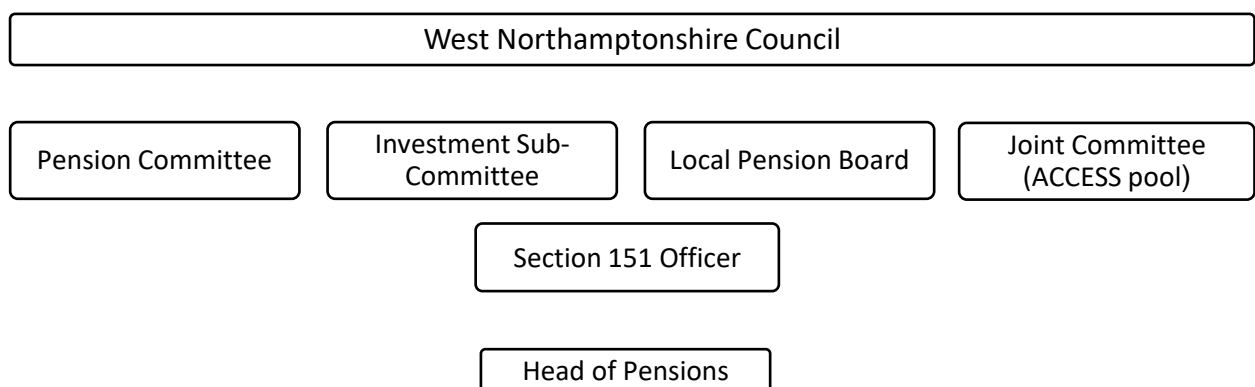 West Northamptonshire Council
Pension Committee
Investment Sub-
Committee
Local Pension Board
Joint Committee
(ACCESS pool)
Section 151 Officer
Head of Pensions